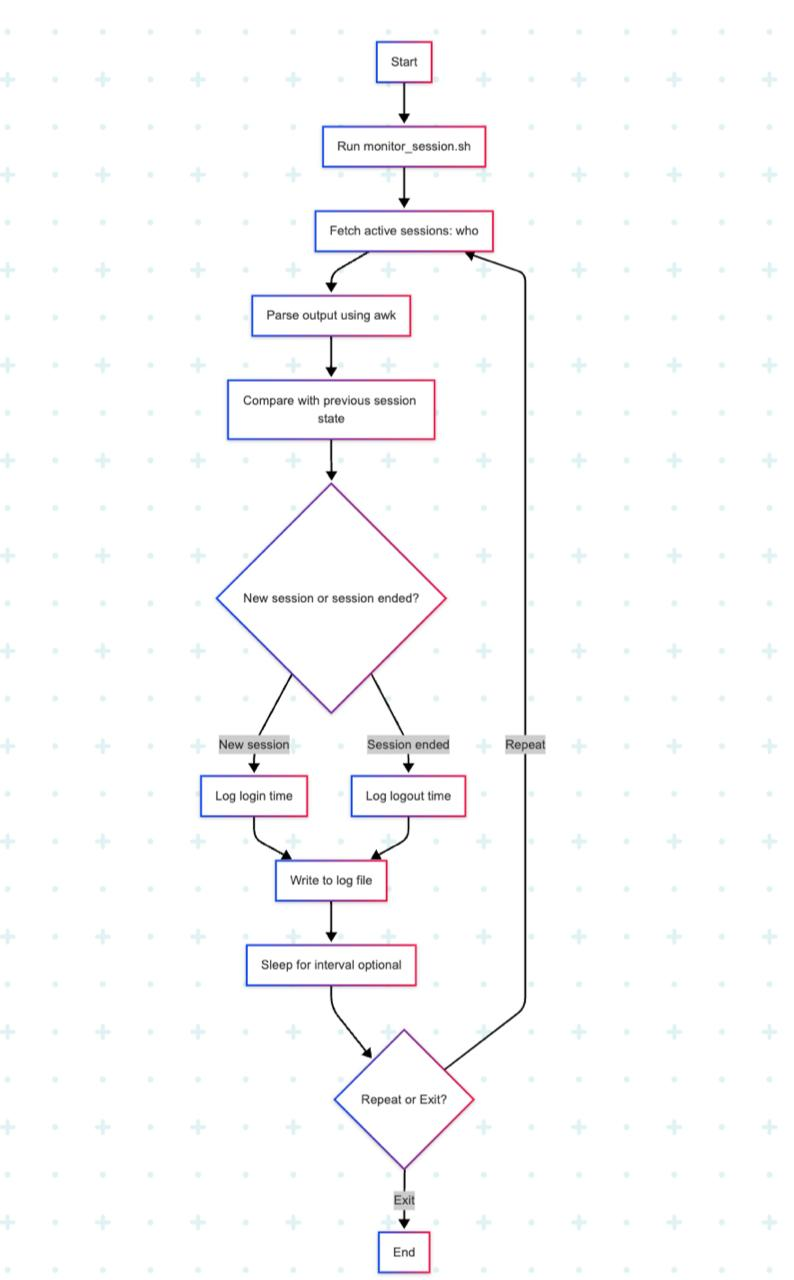 Start
Run monitor_session.sh
Fetch active sessions: who
Parse output using awk
Compare with previous session
state
New session or session ended?
New session
Session ended
Repeat
Log login time
Log logout time
Write to log file
Sleep for interval optional
Repeat or Exit?
Exit
End